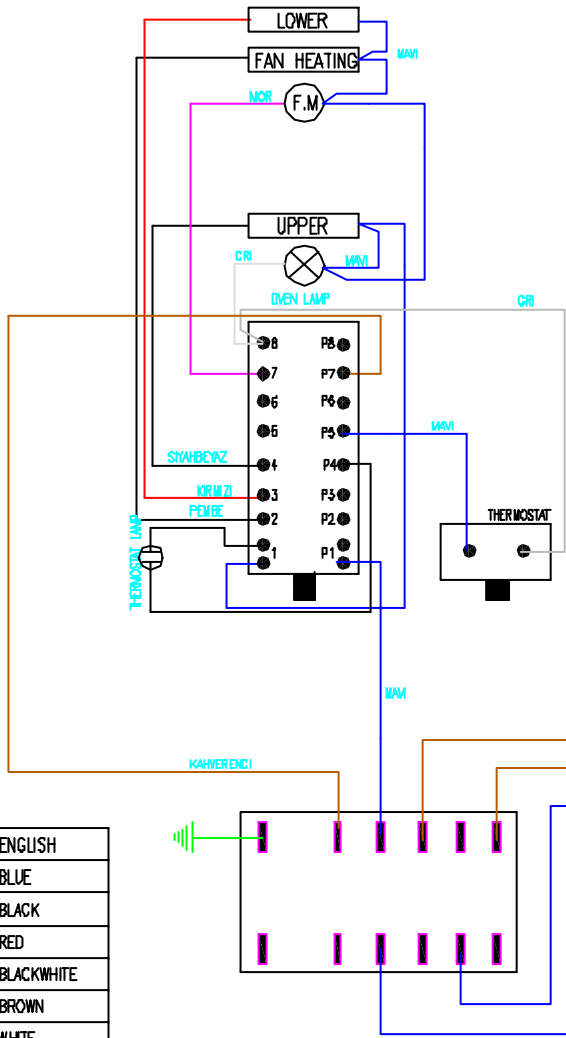 LOWER
MAVI
FAN HEATING
MOR
F.M
UPPER
GRI
MAVI
OVEN LAMP
GRI
8 P8
7 P7
6 P6
5 P5
MAVI
SIYAHBEYAZ
4 P4
KIRMIZI
3 P3
PEMBE
2 P2
THERMOSTAT
THERMOSTAT LAMP
1 P1
MAVI
KAHVERENGI
ENGLISH
BLUE
BLACK
RED
BLACKWHITE
BROWN
WHITE